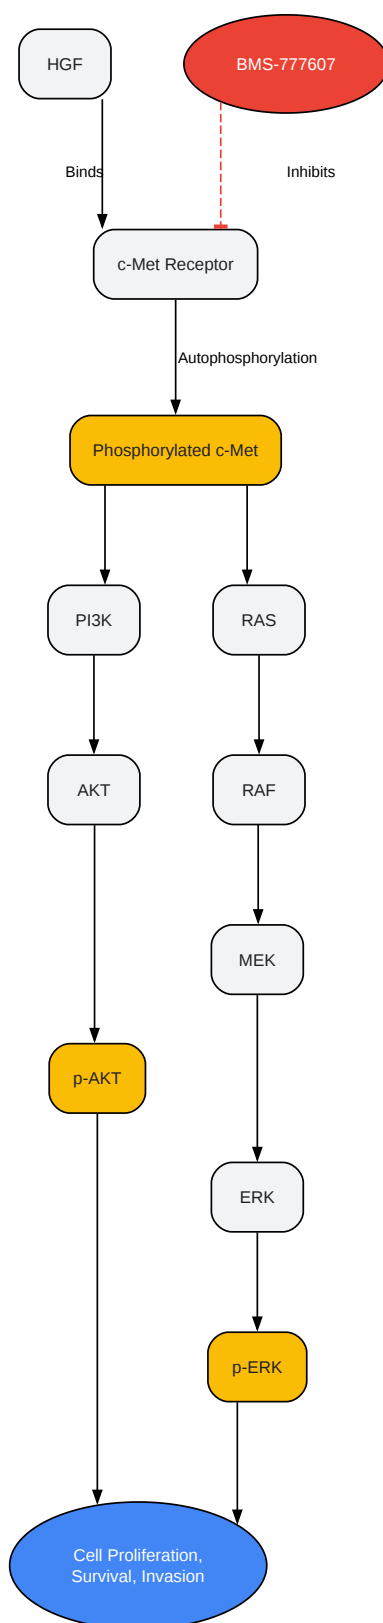 HGF
BMS-777607
Binds
Inhibits
c-Met Receptor
Autophosphorylation
Phosphorylated c-Met
PI3K
RAS
AKT
RAF
MEK
p-AKT
ERK
p-ERK
Cell Proliferation,
Survival, Invasion